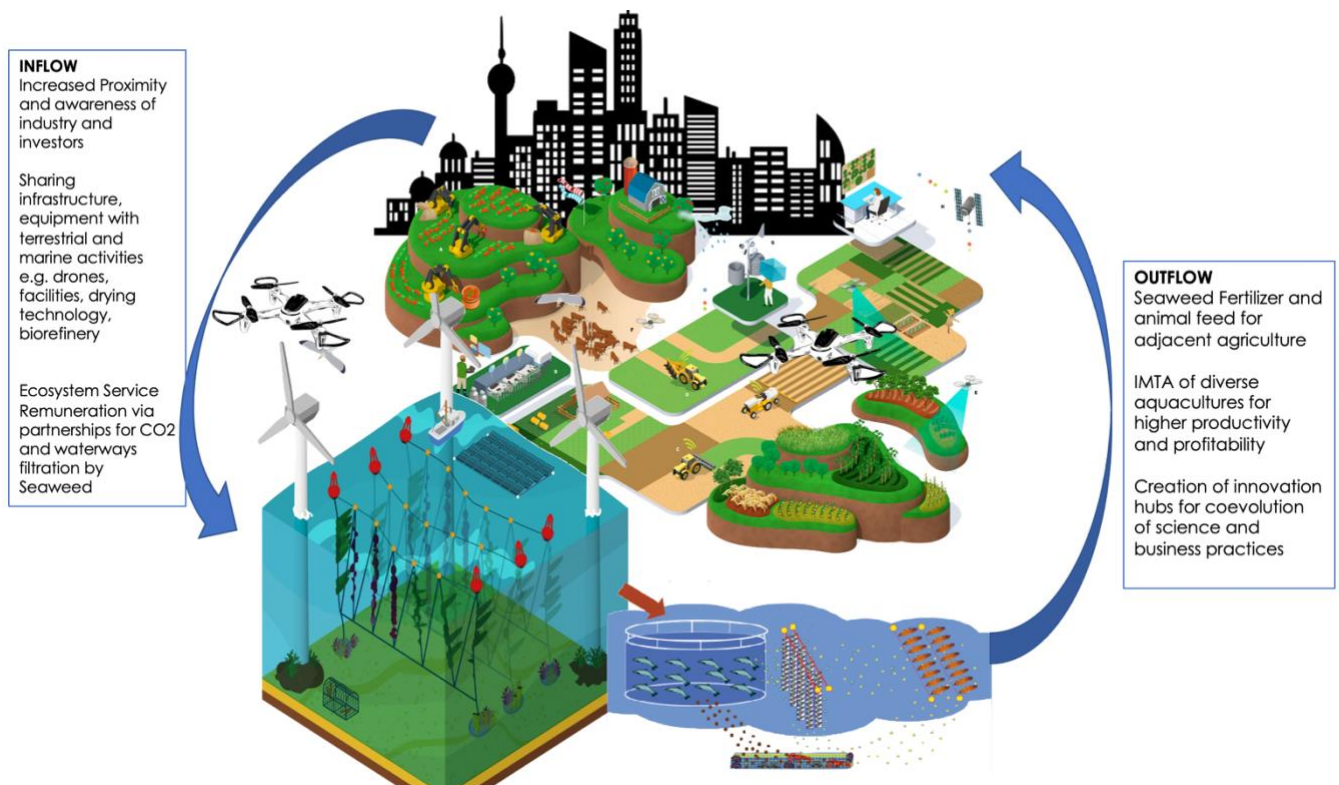 INFLOW
Increased Proximity
and awareness of
industry and
investors
Sharing
infrastructure,
equipment with
terrestrial and
marine activities
e.g. drones,
facilities, drying
technology,
biorefinery
Ecosystem Service
Remuneration via
partnerships for CO2
and waterways
filtration by
Seaweed
OUTFLOW
Seaweed Fertilizer and
animal feed for
adjacent agriculture
IMTA of diverse
aquacultures for
higher productivity
and profitability
Creation of innovation
hubs for coevolution
of science and
business practices